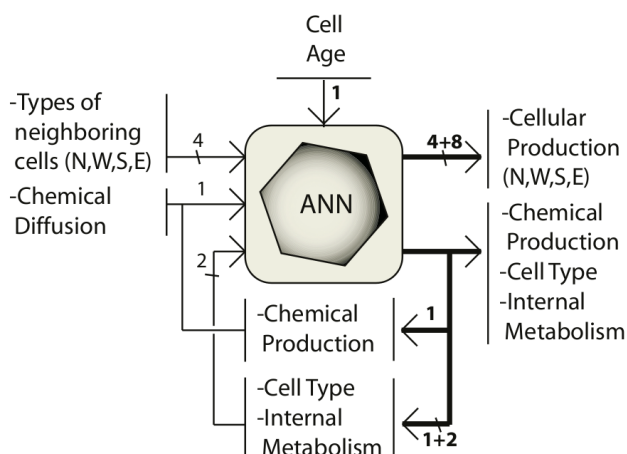 Cell
Age
1
-Types of
neighboring
cells (N,W,S,E)
4
4+8
-Cellular
Production
(N,W,S,E)
-Chemical
Diffusion
1
ANN
-Chemical
Production
-Cell Type
-Internal
Metabolism
2
-Chemical
Production
1
-Cell Type
-Internal
Metabolism
1+2